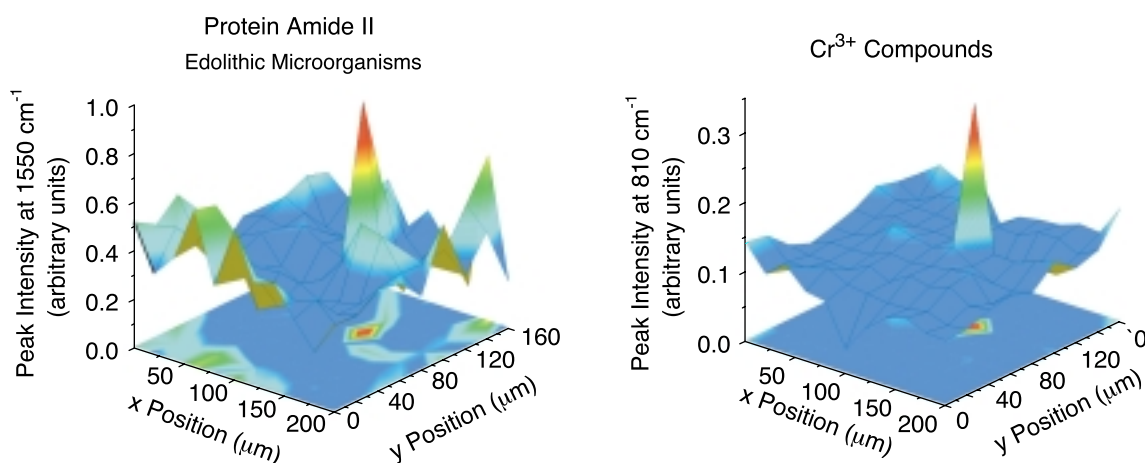 Protein Amide II
Edolithic Microorganisms
Peak Intensity at 1550 cm⁻¹
(arbitrary units)
1.0
0.8
0.6
0.4
0.2
0.0
50
100
150
200
x Position (μm)
0
40
80
120
160
y Position (μm)
Cr³⁺ Compounds
Peak Intensity at 810 cm⁻¹
(arbitrary units)
0.3
0.2
0.1
0.0
50
100
150
200
x Position (μm)
0
40
80
120
y Position (μm)